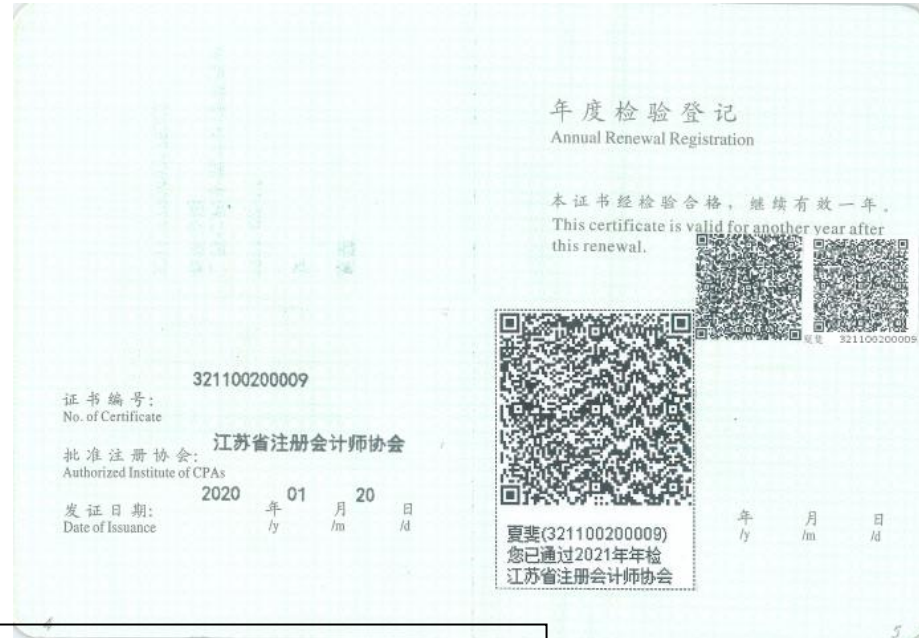 321100200009
证书编号:
No. of Certificate
江苏省注册会计师协会
批准注册协会:
Authorized Institute of CPAs
2020 01 20
发证日期: 年 月 日
Date of Issuance /y /m /d
4
年度检验登记
Annual Renewal Registration
本证书经检验合格，继续有效一年。
This certificate is valid for another year after
this renewal.
夏斐 321100200009
夏斐(321100200009)
您已通过2021年年检
江苏省注册会计师协会
年 月 日
/y /m /d
5